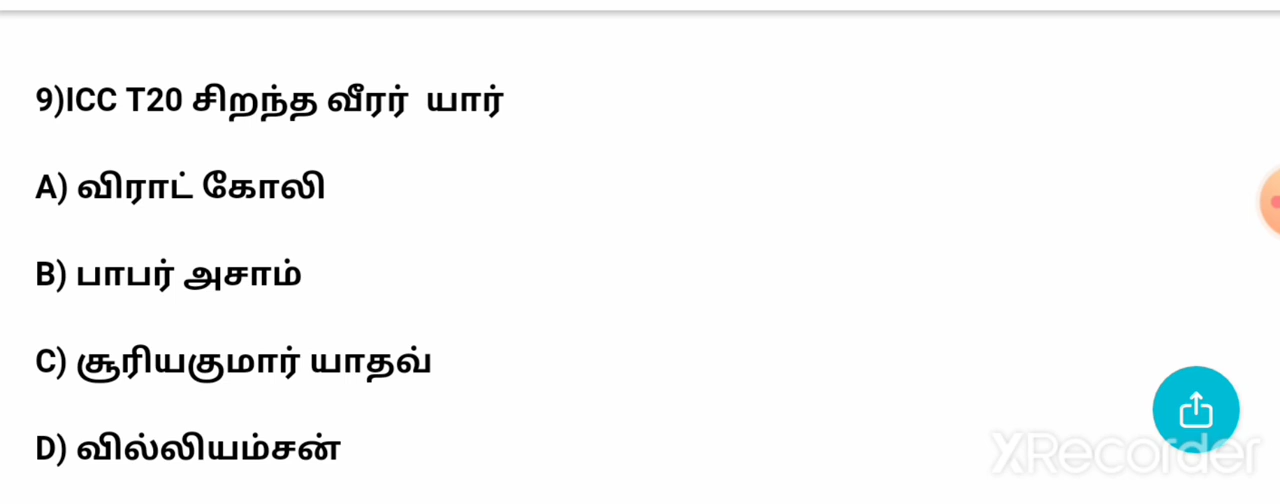 9)ICC T20 சிறந்த வீரர் யார்
A) விராட் கோலி
B) பாபர் அசாம்
C) சூரியகுமார் யாதவ்
D) வில்லியம்சன்
XRecorder